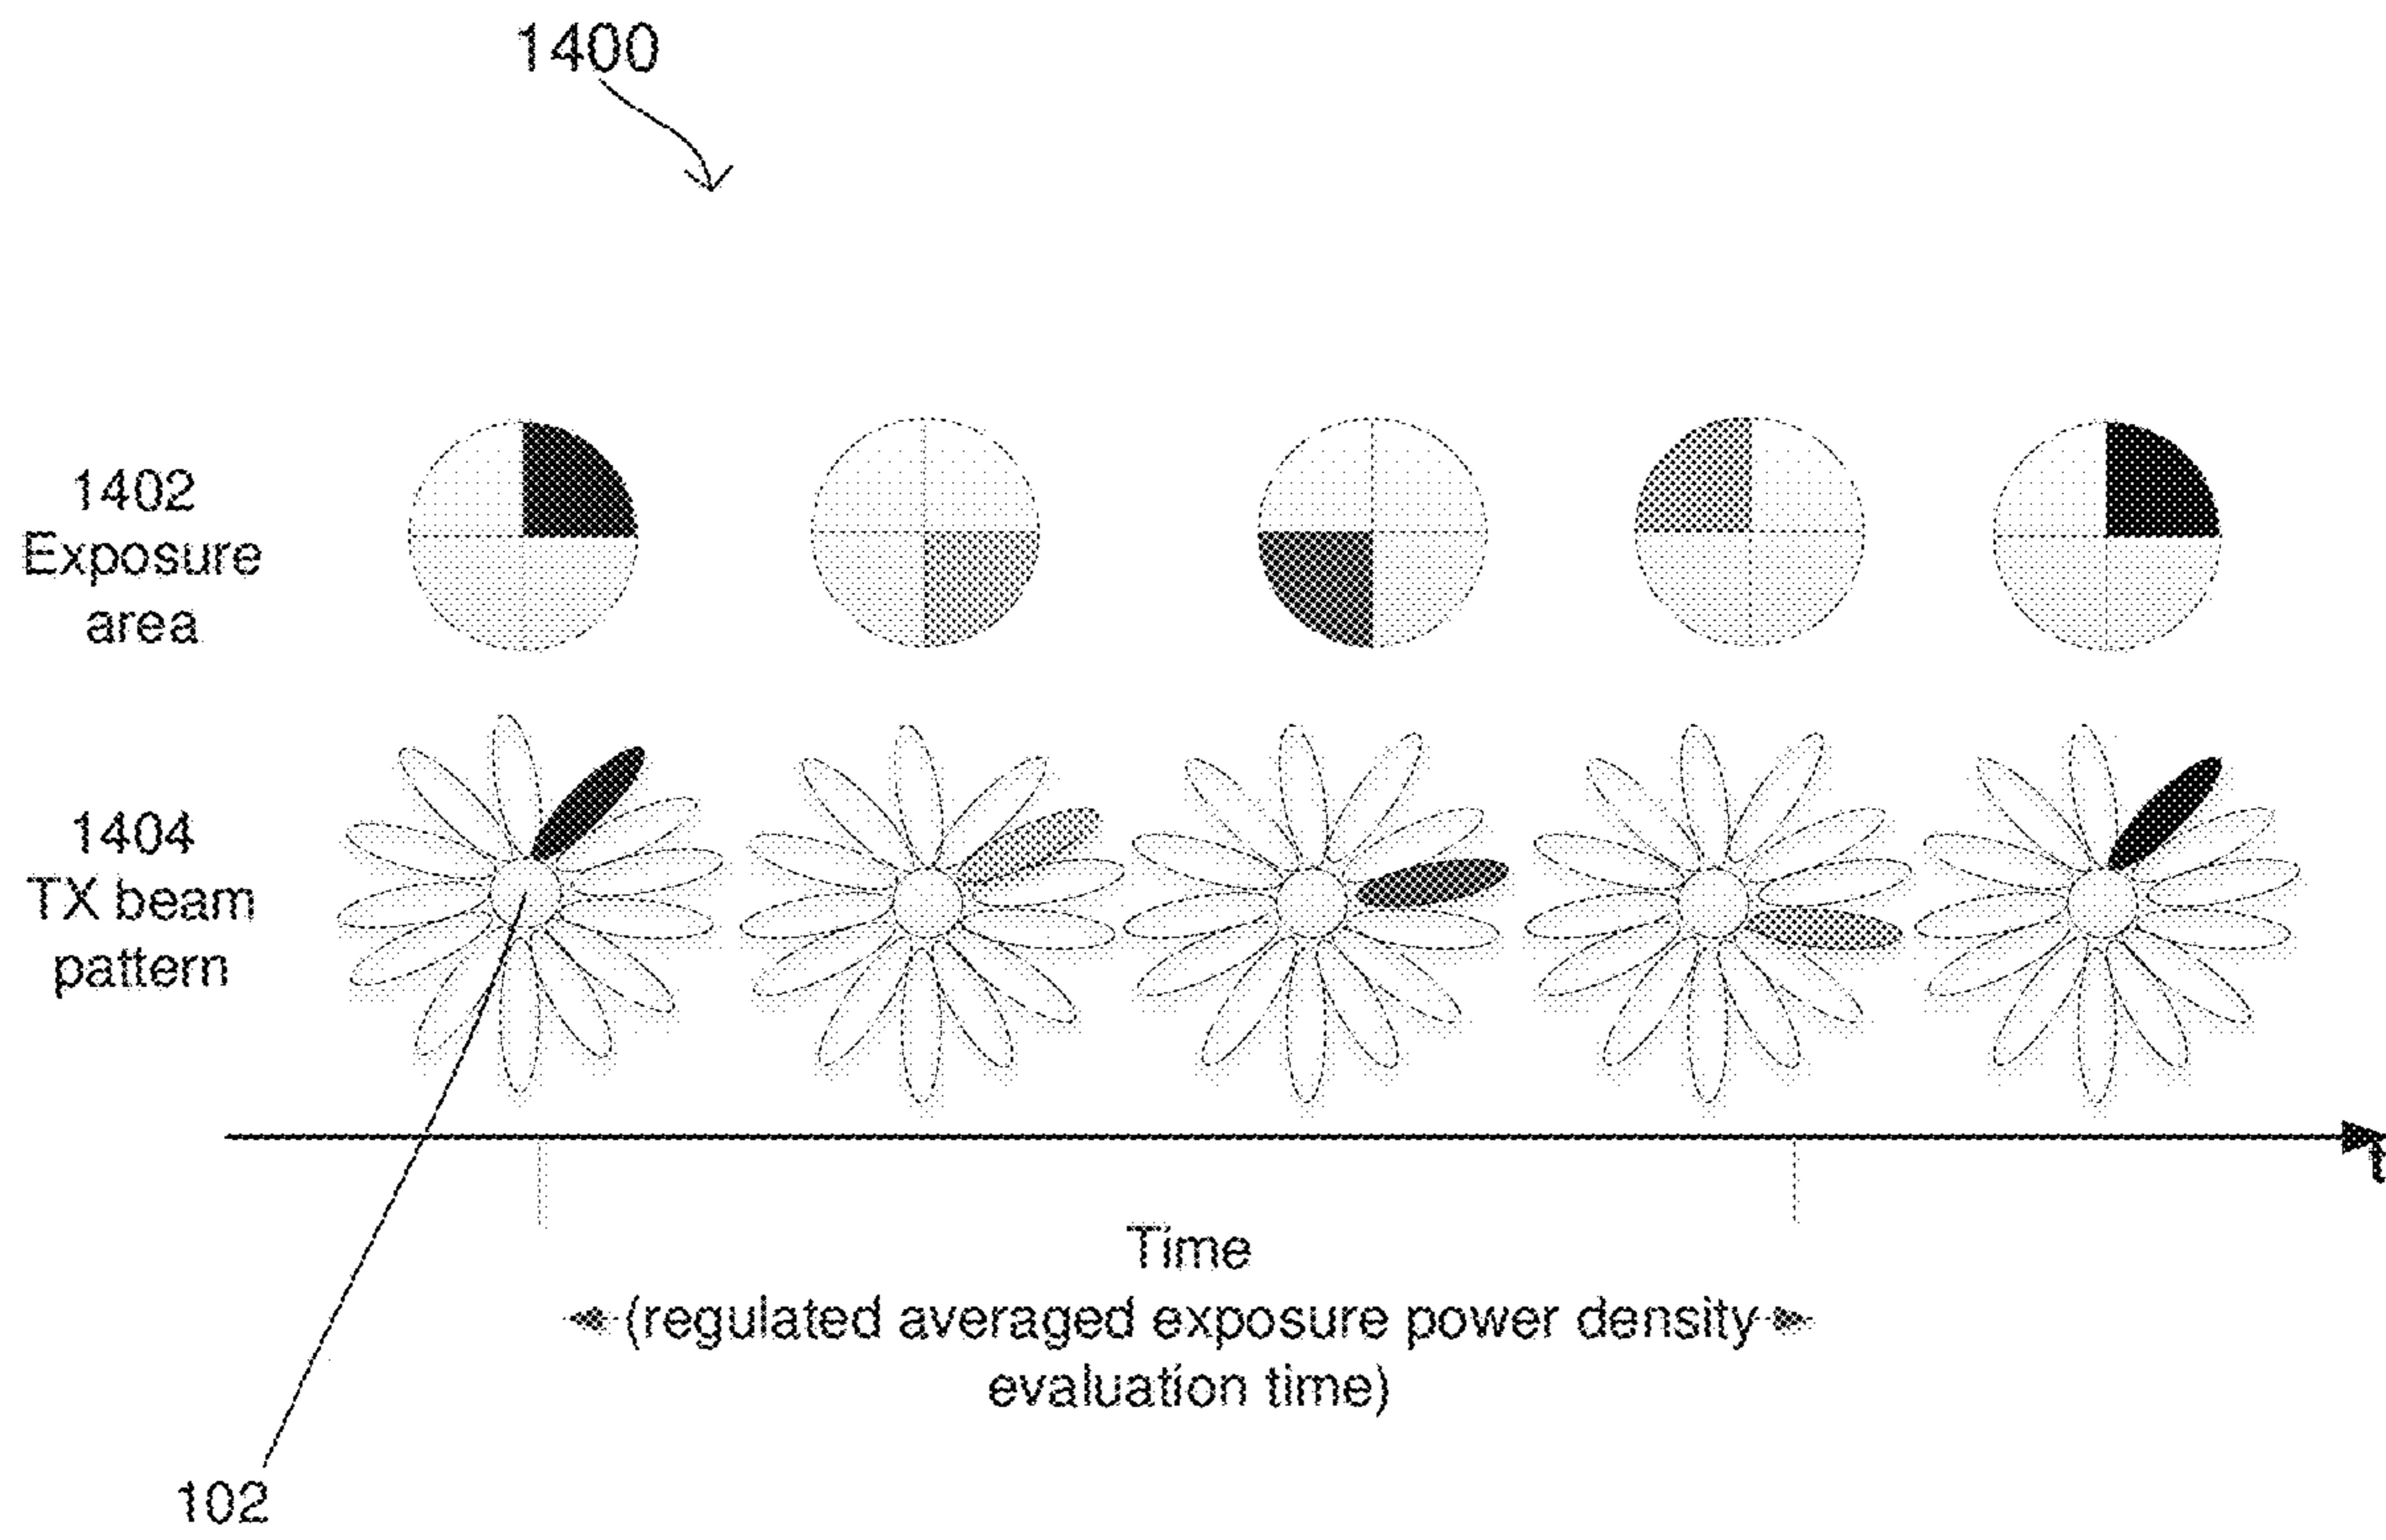 1400
1402
Exposure
area
1404
TX beam
pattern
t
Time
(regulated averaged exposure power density
evaluation time)
102